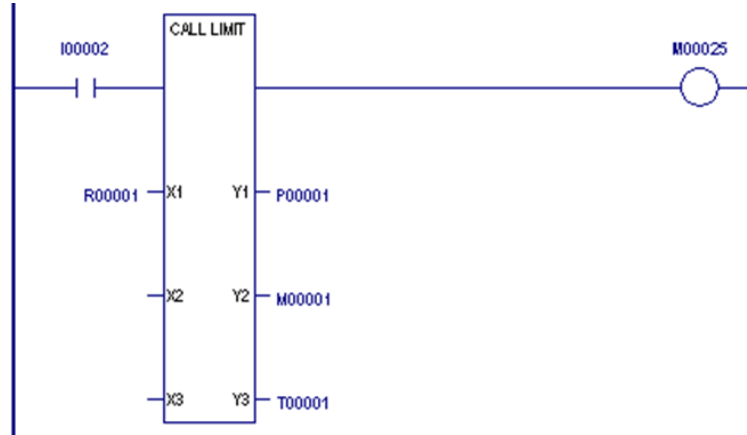 CALL LIMIT
I00002
M00025
R00001 X1 Y1 P00001
X2 Y2 M00001
X3 Y3 T00001